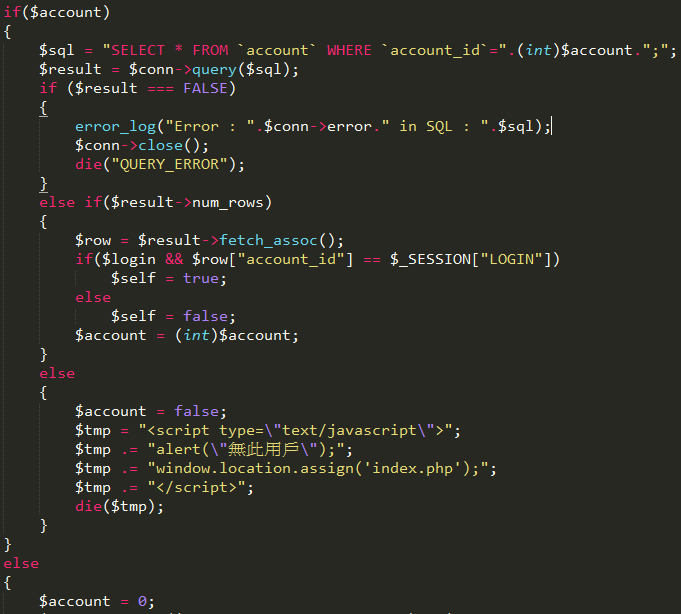 if($account)
{
    $sql = "SELECT * FROM `account` WHERE `account_id`=".(int)$account.";";
    $result = $conn->query($sql);
    if ($result === FALSE)
    {
        error_log("Error : ".$conn->error." in SQL : ".$sql);
        $conn->close();
        die("QUERY_ERROR");
    }
    else if($result->num_rows)
    {
        $row = $result->fetch_assoc();
        if($login && $row["account_id"] == $_SESSION["LOGIN"])
            $self = true;
        else
            $self = false;
        $account = (int)$account;
    }
    else
    {
        $account = false;
        $tmp = "<script type=\"text/javascript\">";
        $tmp .= "alert(\"無此用戶\");";
        $tmp .= "window.location.assign('index.php');";
        $tmp .= "</script>";
        die($tmp);
    }
}
else
{
    $account = 0;